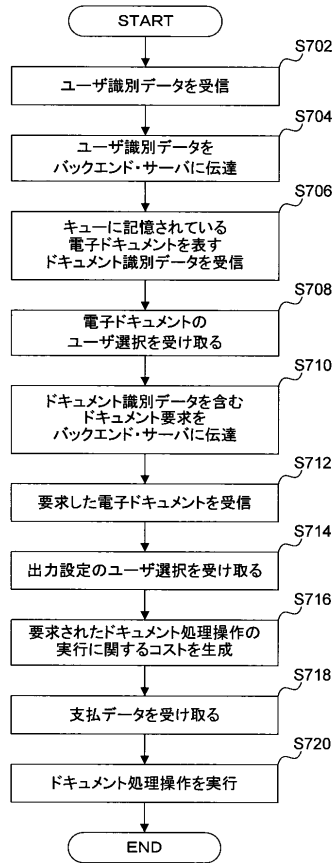 START
S702
ユーザ識別データを受信
S704
ユーザ識別データを
バックエンド・サーバに伝達
S706
キューに記憶されている
電子ドキュメントを表す
ドキュメント識別データを受信
S708
電子ドキュメントの
ユーザ選択を受け取る
S710
ドキュメント識別データを含む
ドキュメント要求を
バックエンド・サーバに伝達
S712
要求した電子ドキュメントを受信
S714
出力設定のユーザ選択を受け取る
S716
要求されたドキュメント処理操作の
実行に関するコストを生成
S718
支払データを受け取る
S720
ドキュメント処理操作を実行
END